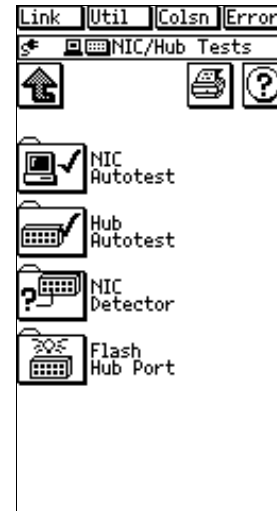 Link Util Colsn Error
NIC/Hub Tests
?
NIC
Autotest
Hub
Autotest
?
NIC
Detector
Flash
Hub Port